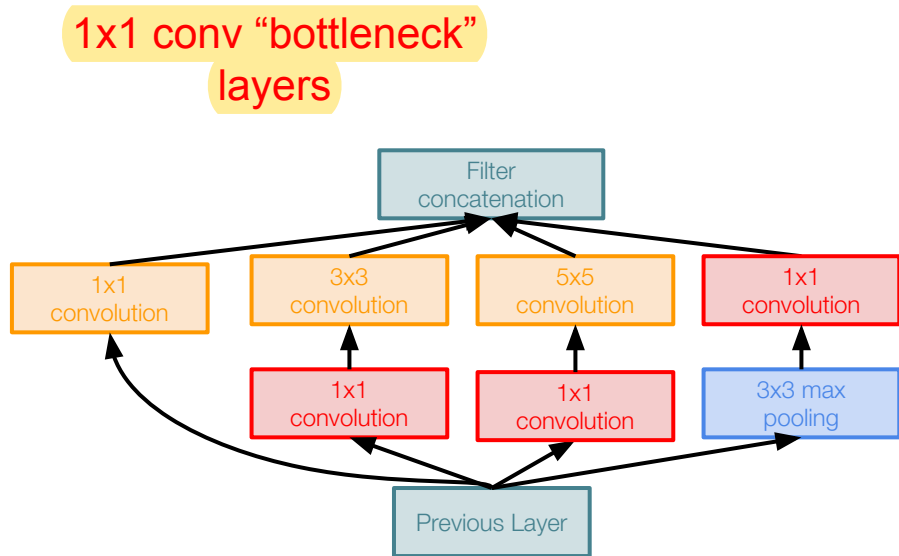 1x1 conv “bottleneck”
layers
Filter
concatenation
1x1
convolution
3x3
convolution
5x5
convolution
1x1
convolution
1x1
convolution
1x1
convolution
3x3 max
pooling
Previous Layer